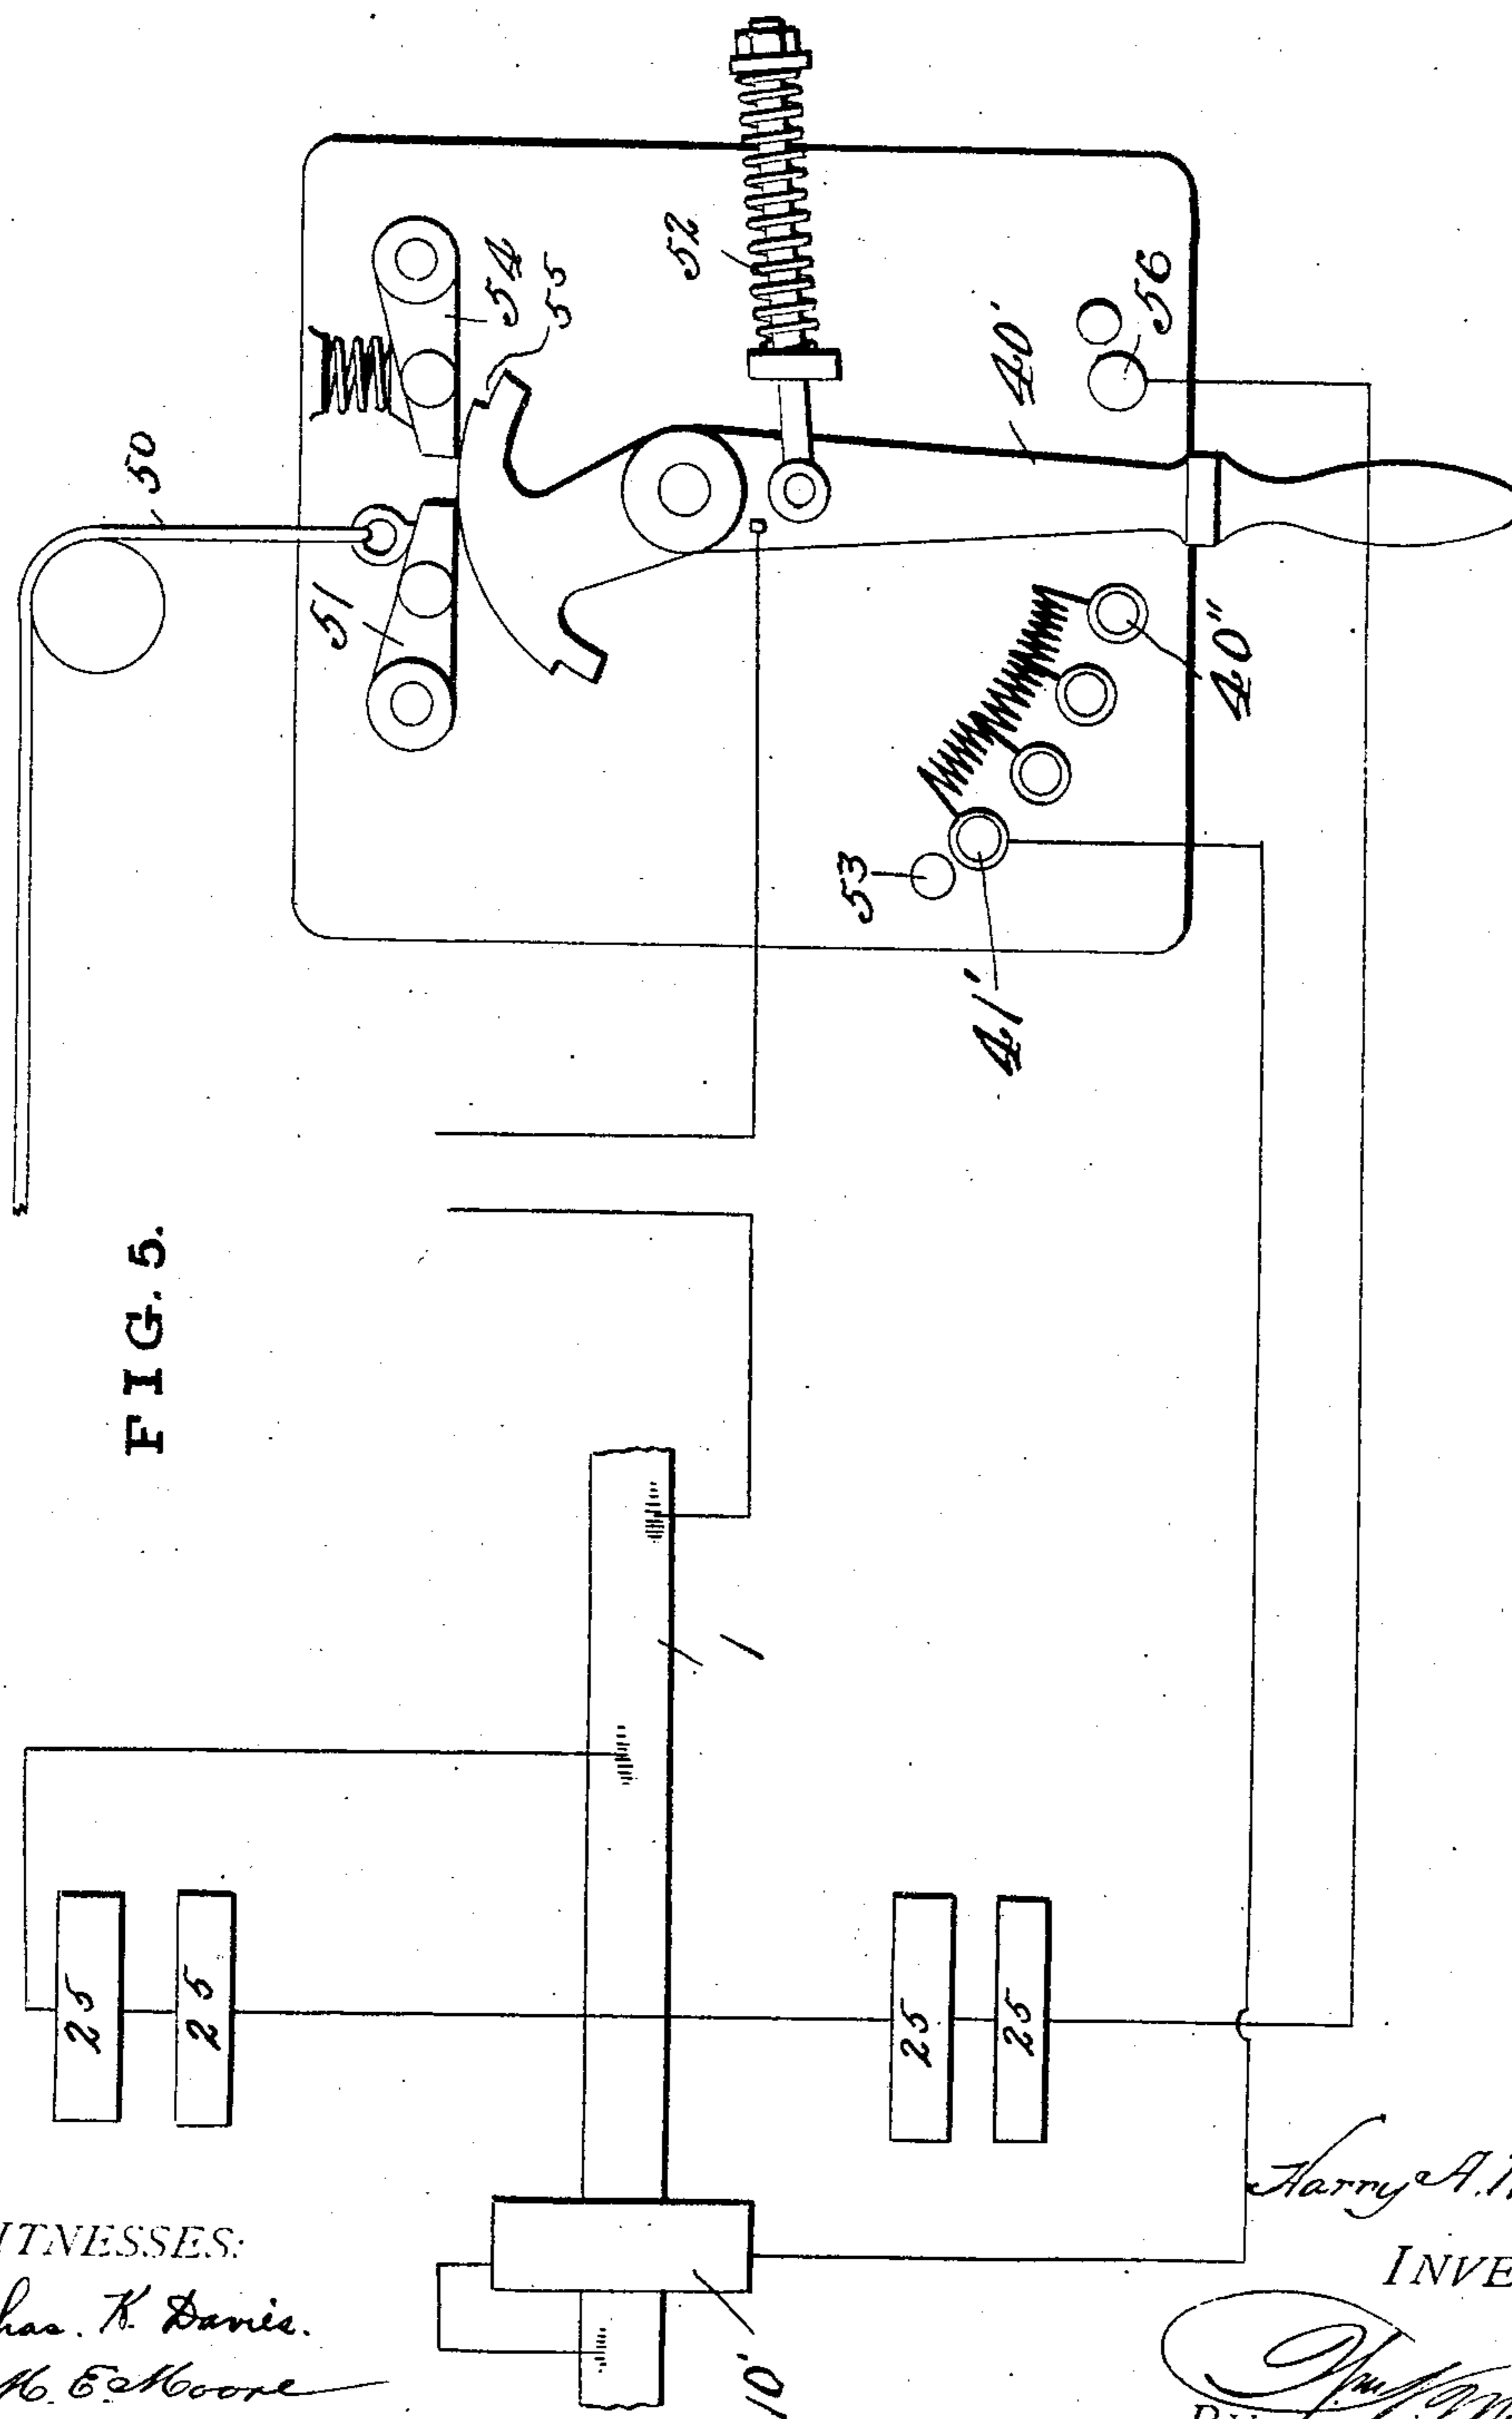 50
51
54
55
52
40'
56
53
41'
40"
FIG. 5.
1
25
25
25
25
10'
Harry A.
ITNESSES:
has. K. Davies.
M. E. Moore
INVE